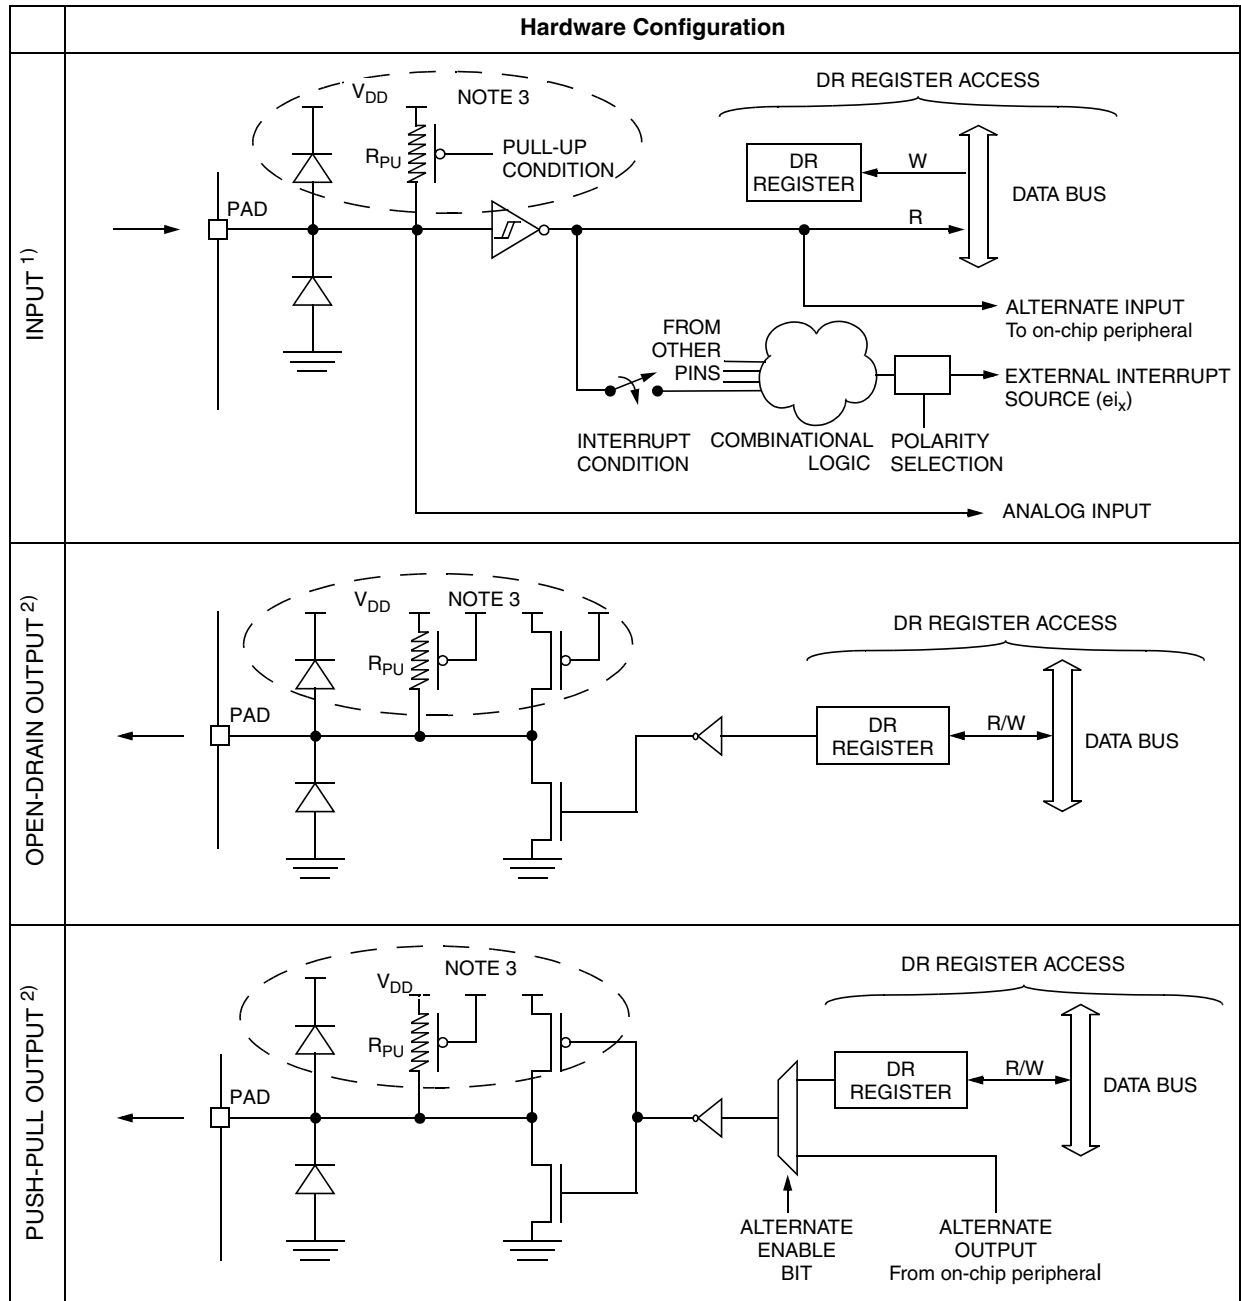 Hardware Configuration
INPUT 1)
VDD
NOTE 3
RPU
PULL-UP
CONDITION
PAD
DR REGISTER ACCESS
DR
REGISTER
W
R
DATA BUS
ALTERNATE INPUT
To on-chip peripheral
FROM
OTHER
PINS
EXTERNAL INTERRUPT
SOURCE (eix)
INTERRUPT
CONDITION
COMBINATIONAL
LOGIC
POLARITY
SELECTION
ANALOG INPUT
OPEN-DRAIN OUTPUT 2)
VDD
NOTE 3
RPU
PAD
DR REGISTER ACCESS
DR
REGISTER
R/W
DATA BUS
PUSH-PULL OUTPUT 2)
VDD
NOTE 3
RPU
PAD
DR REGISTER ACCESS
DR
REGISTER
R/W
DATA BUS
ALTERNATE
ENABLE
BIT
ALTERNATE
OUTPUT
From on-chip peripheral